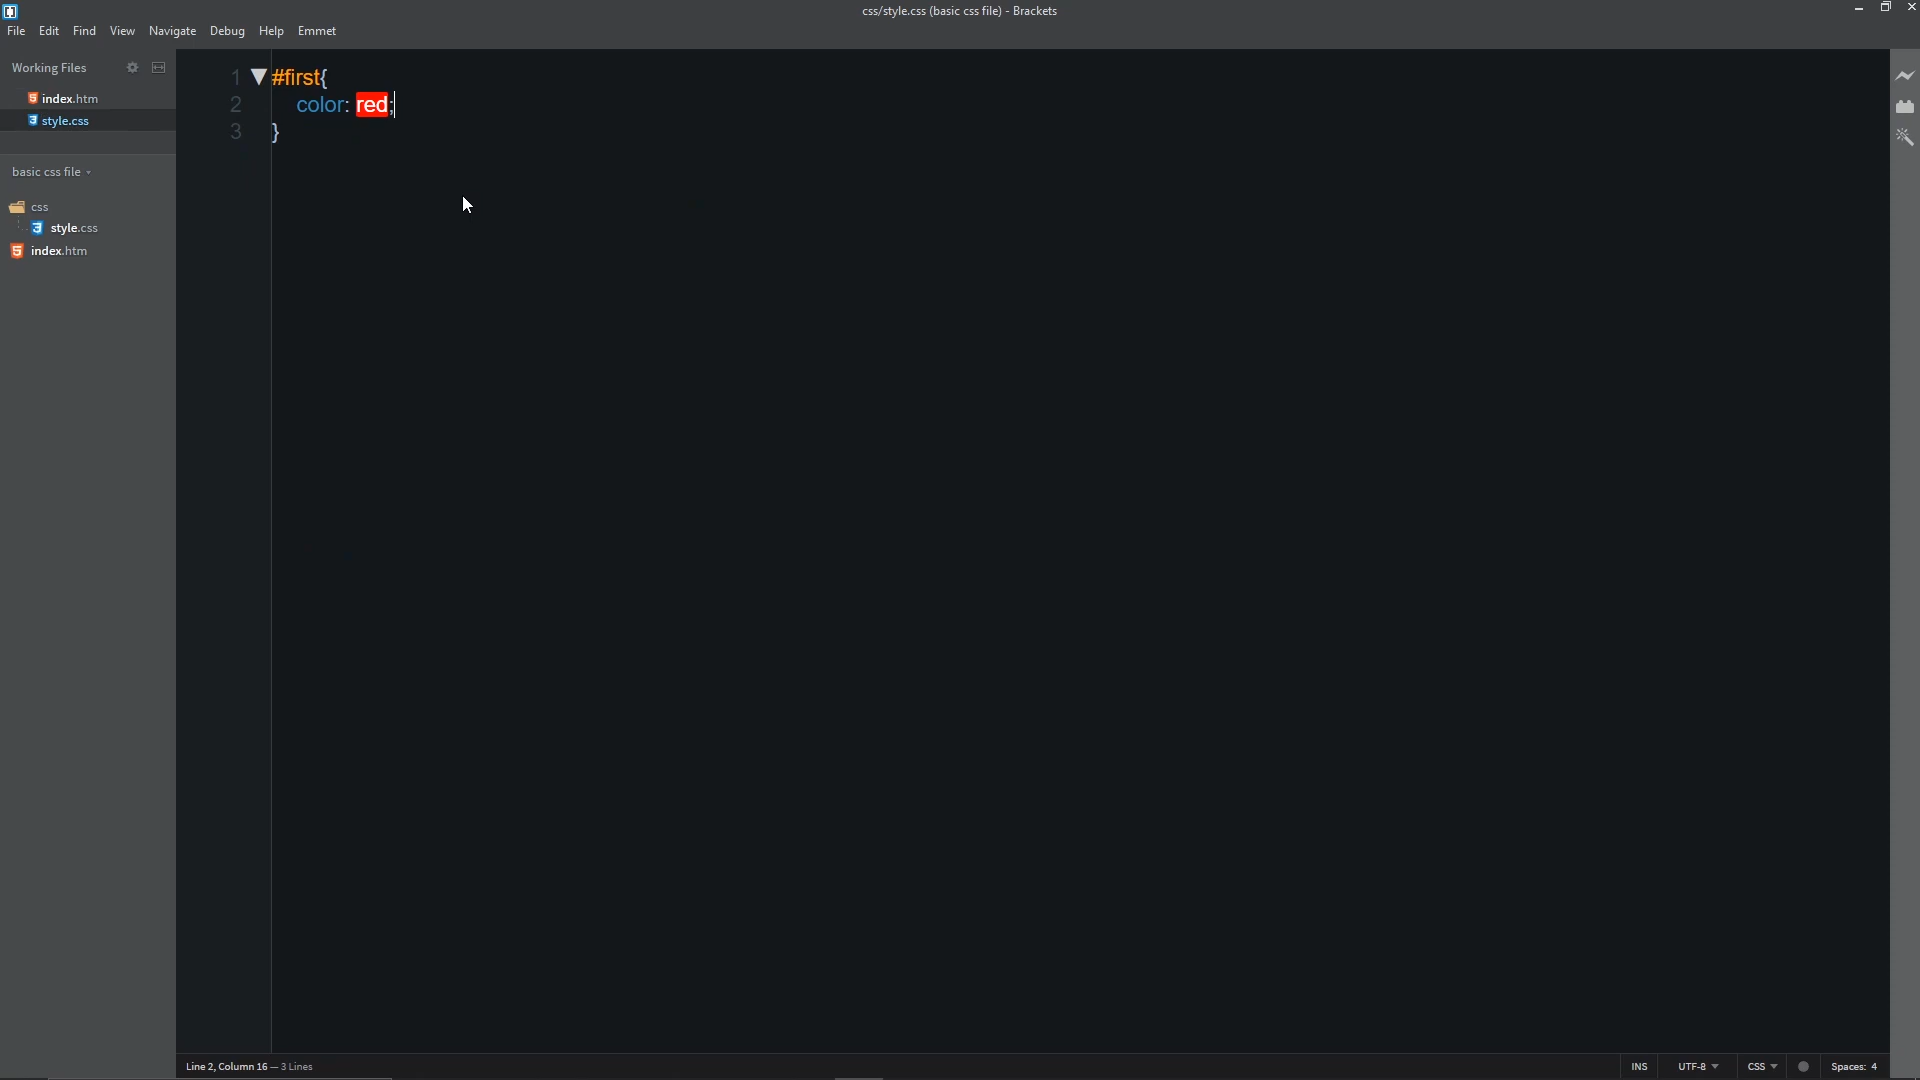 css/style.css (basic css file) - Brackets
File Edit Find View Navigate Debug Help Emmet
Working Files
index.htm
style.css
basic css file
css
style.css
index.htm
1 #first{
2 color: red;
3 }
Line 2, Column 16 — 3 Lines
INS UTF-8 CSS Spaces: 4